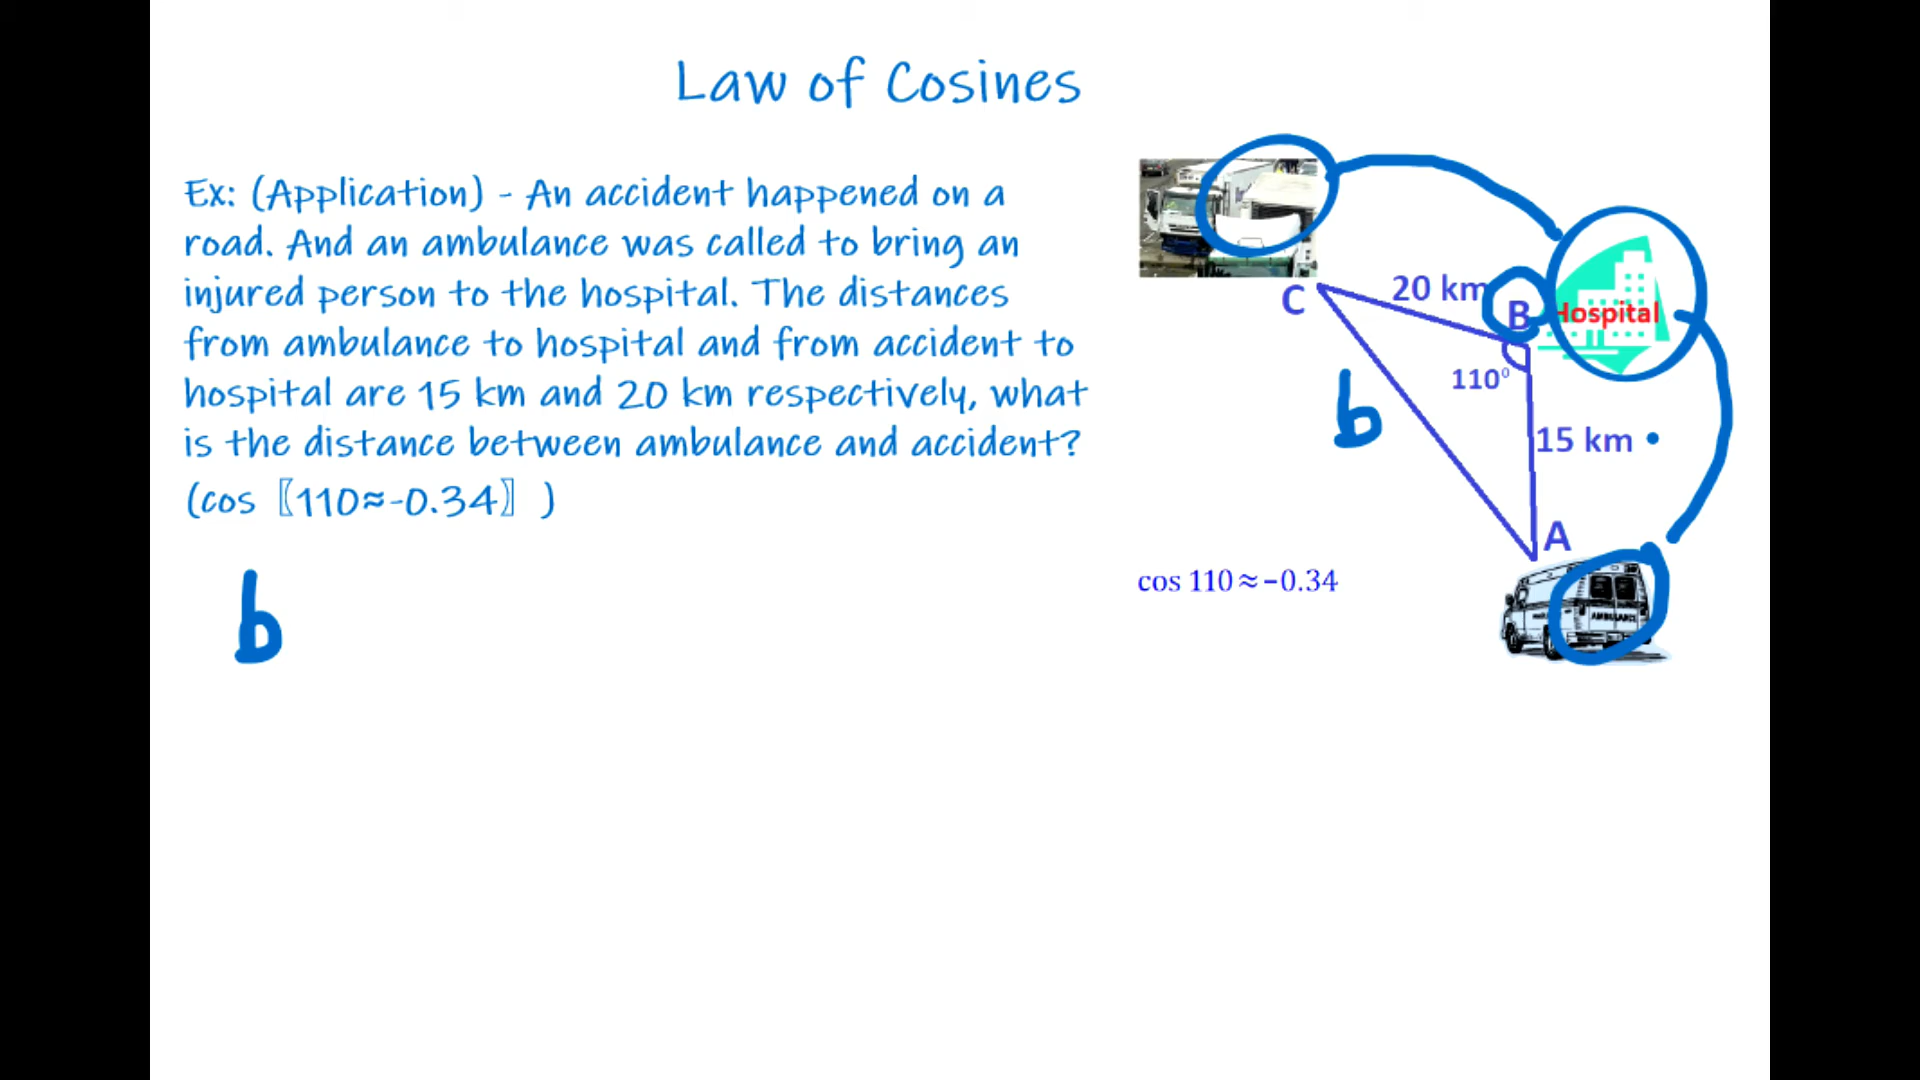 Law of Cosines
Ex: (Application) - An accident happened on a
road. And an ambulance was called to bring an
injured person to the hospital. The distances
from ambulance to hospital and from accident to
hospital are 15 km and 20 km respectively, what
is the distance between ambulance and accident?
(cos〖110≈-0.34〗)
C
20 km
B
Hospital
110⁰
b
15 km
A
cos 110 ≈ −0.34
AMBULANCE
b